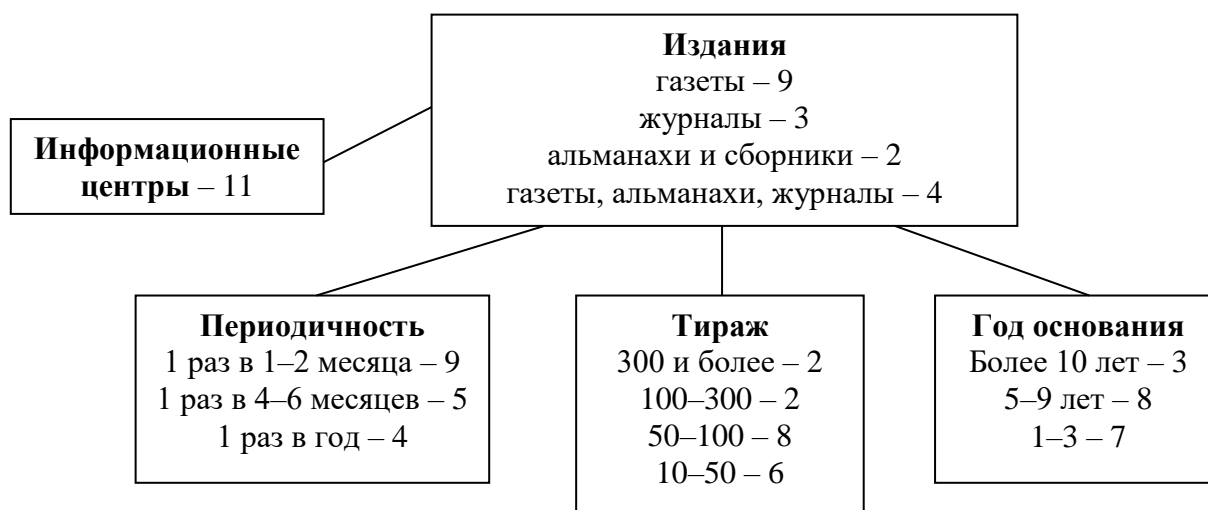 Издания
газеты – 9
журналы – 3
альманахи и сборники – 2
газеты, альманахи, журналы – 4
Информационные
центры – 11
Периодичность
1 раз в 1–2 месяца – 9
1 раз в 4–6 месяцев – 5
1 раз в год – 4
Тираж
300 и более – 2
100–300 – 2
50–100 – 8
10–50 – 6
Год основания
Более 10 лет – 3
5–9 лет – 8
1–3 – 7